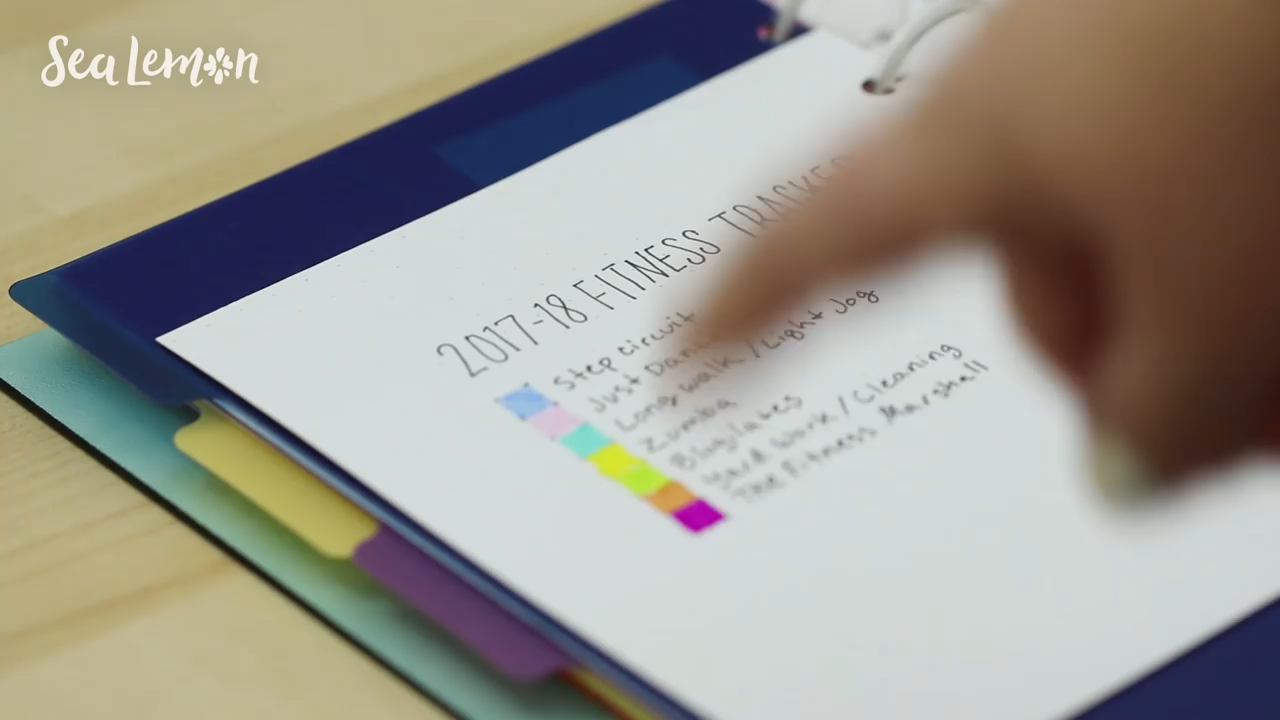 Sea Lemon
2017-18 FITNESS TRACKER
Step Circuit
Just Dance
Long walk / Light Jog
Zumba
Blogilates
Yard Work / Cleaning
The Fitness Marshall